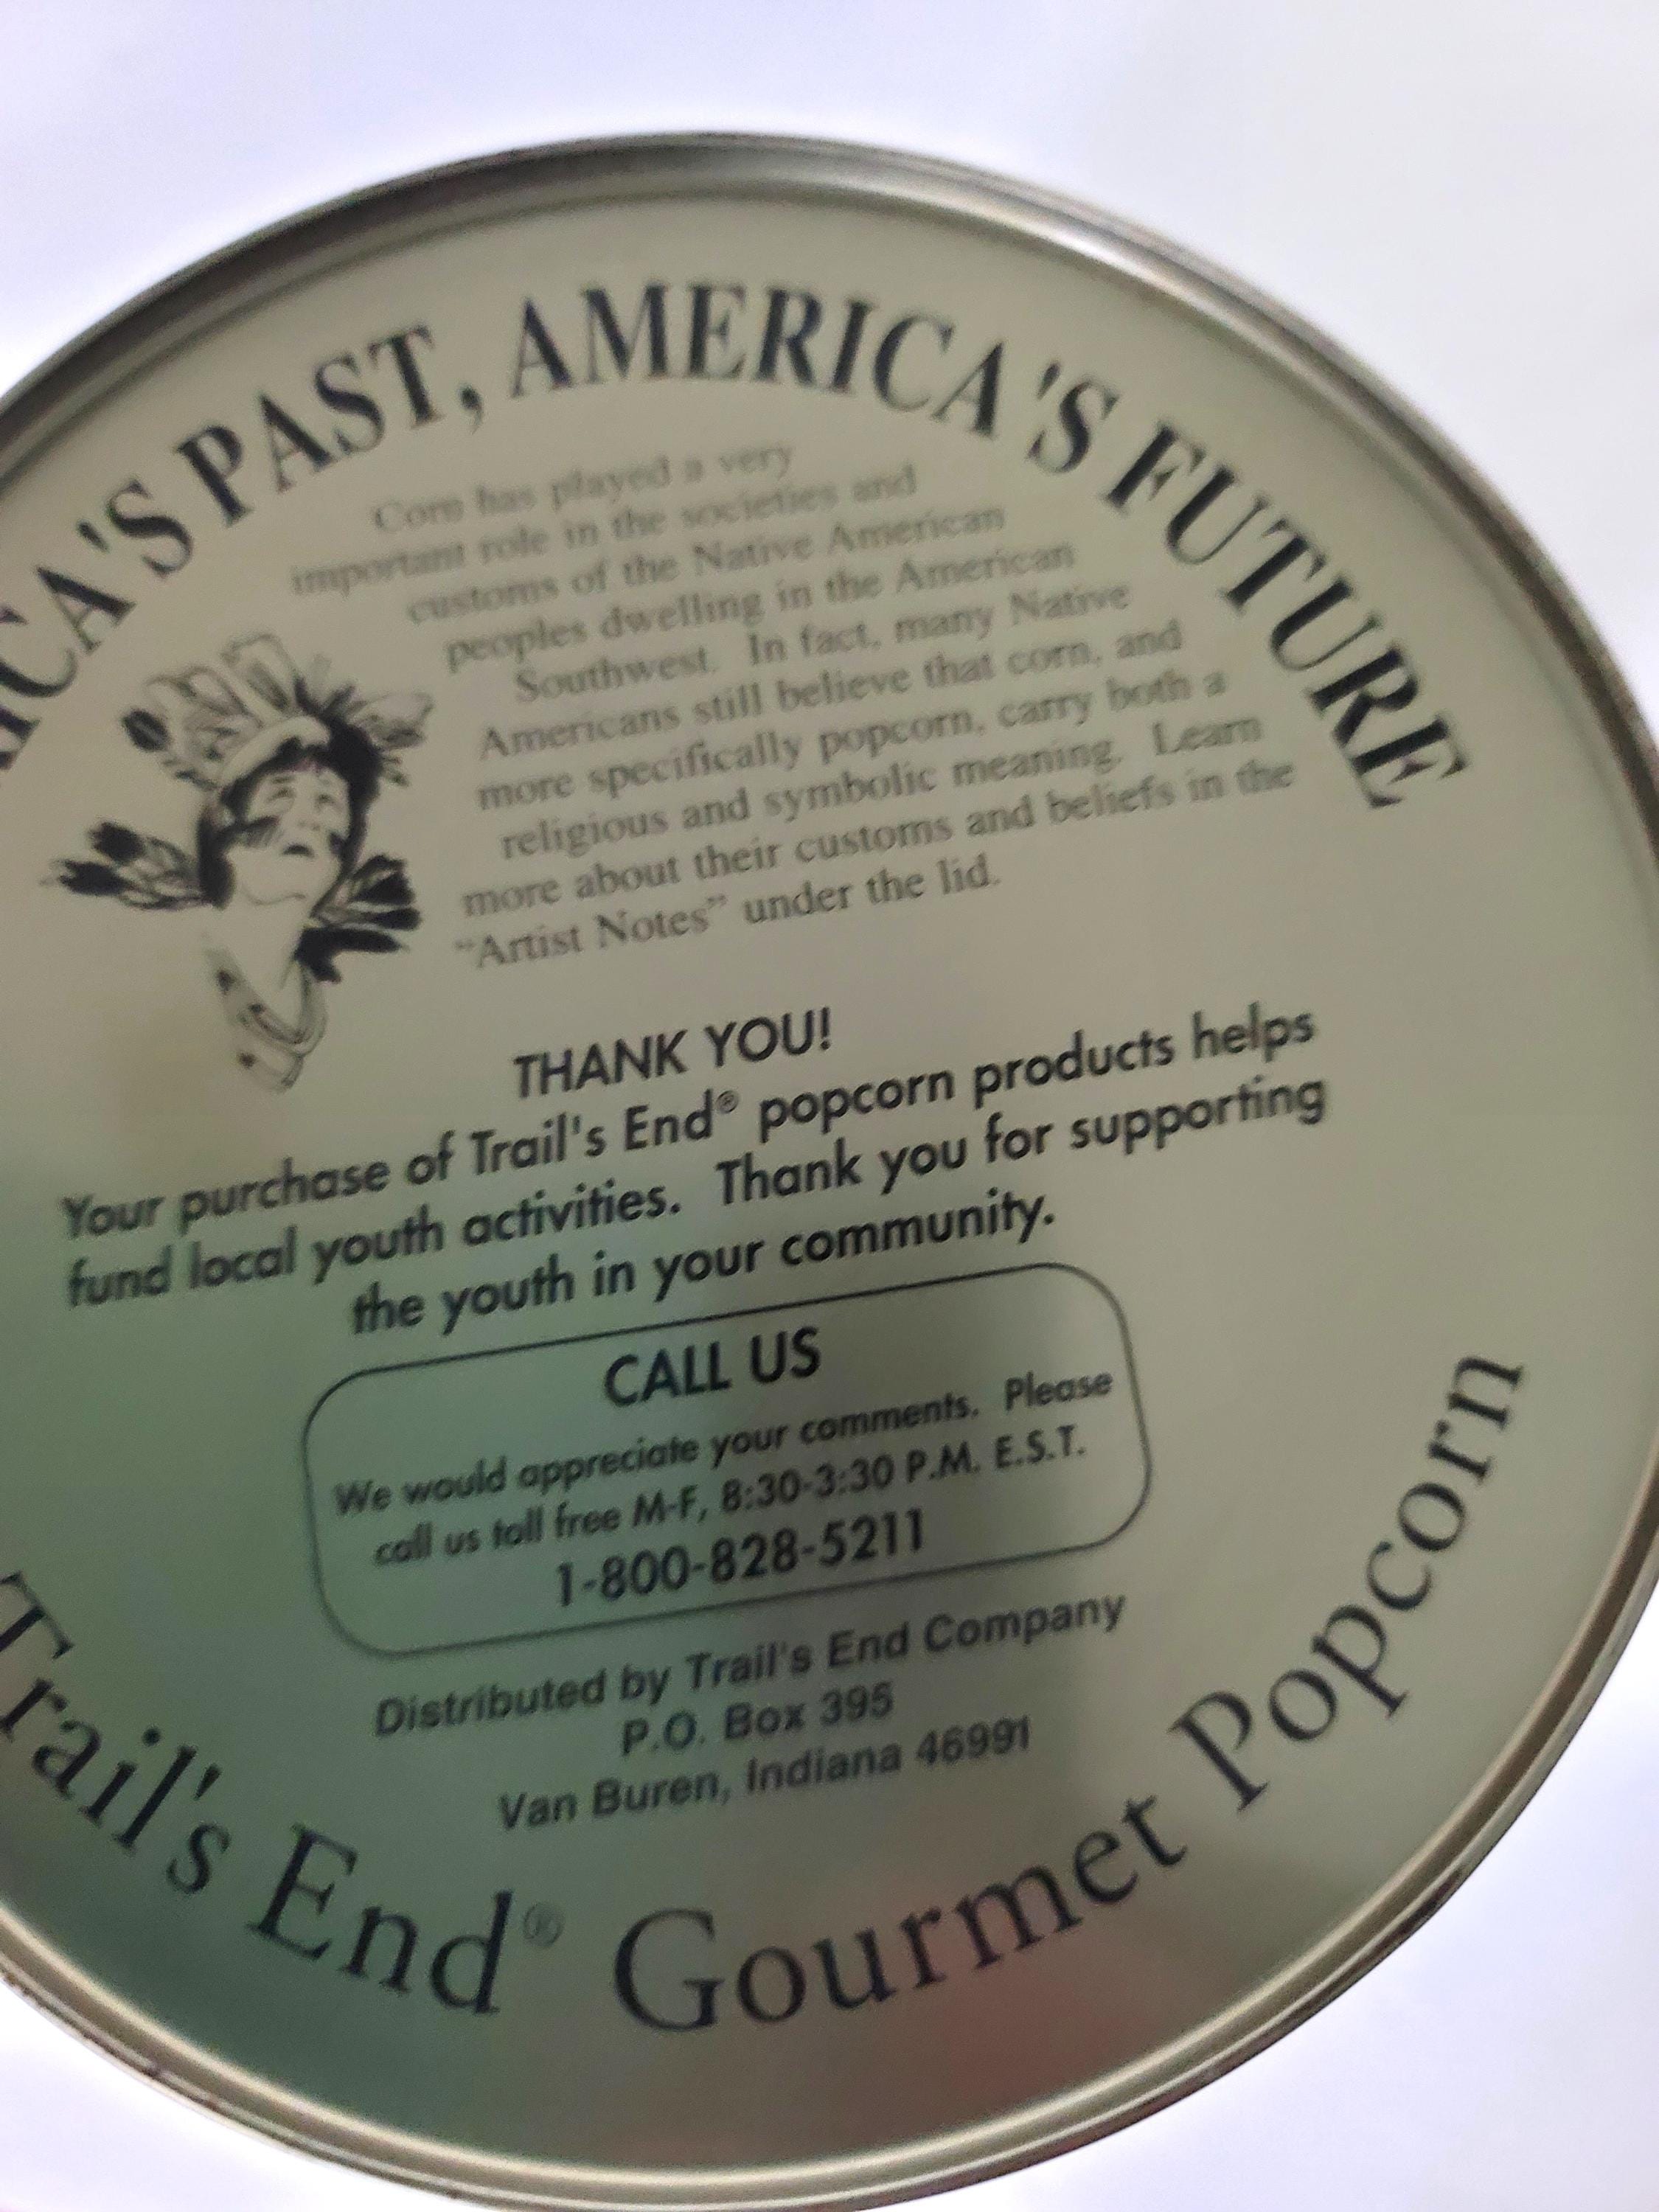 ICA'S PAST, AMERICA'S FUTURE
Corn has played a very
important role in the societies and
customs of the Native American
peoples dwelling in the American
Southwest. In fact, many Native
Americans still believe that corn, and
more specifically popcorn, carry both a
religious and symbolic meaning. Learn
more about their customs and beliefs in the
“Artist Notes” under the lid.
THANK YOU!
Your purchase of Trail's End® popcorn products helps
fund local youth activities. Thank you for supporting
the youth in your community.
CALL US
We would appreciate your comments. Please
call us toll free M-F, 8:30-3:30 P.M. E.S.T.
1-800-828-5211
Distributed by Trail's End Company
P.O. Box 395
Van Buren, Indiana 46991
Trail's End® Gourmet Popcorn